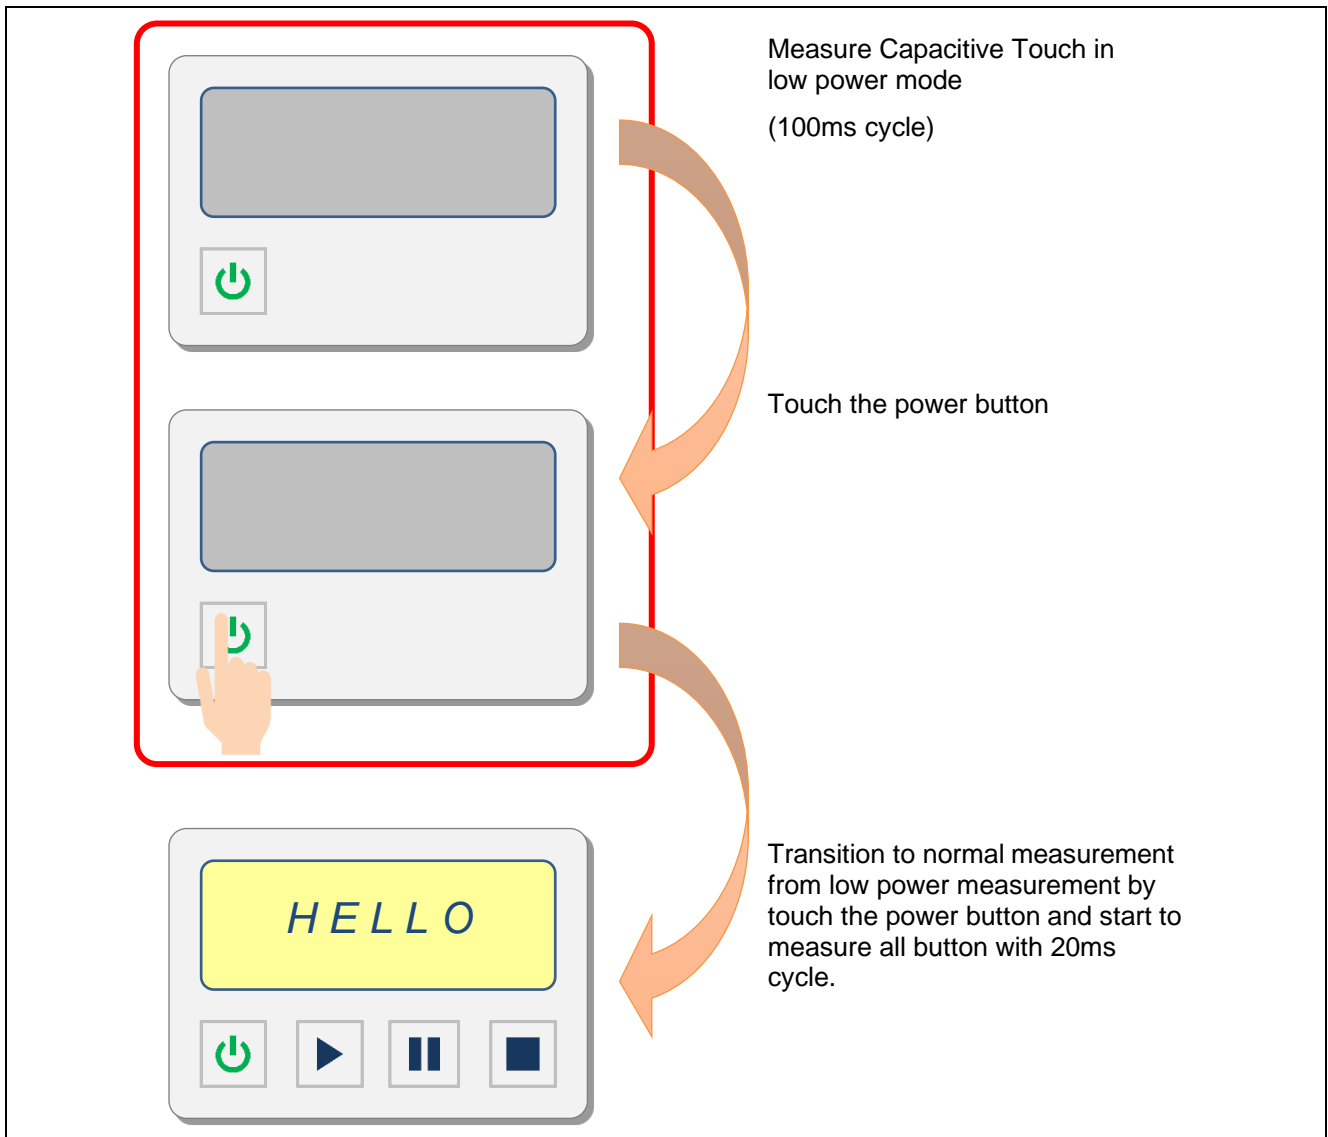 Measure Capacitive Touch in
low power mode
(100ms cycle)
Touch the power button
Transition to normal measurement
from low power measurement by
touch the power button and start to
measure all button with 20ms
cycle.
HELLO